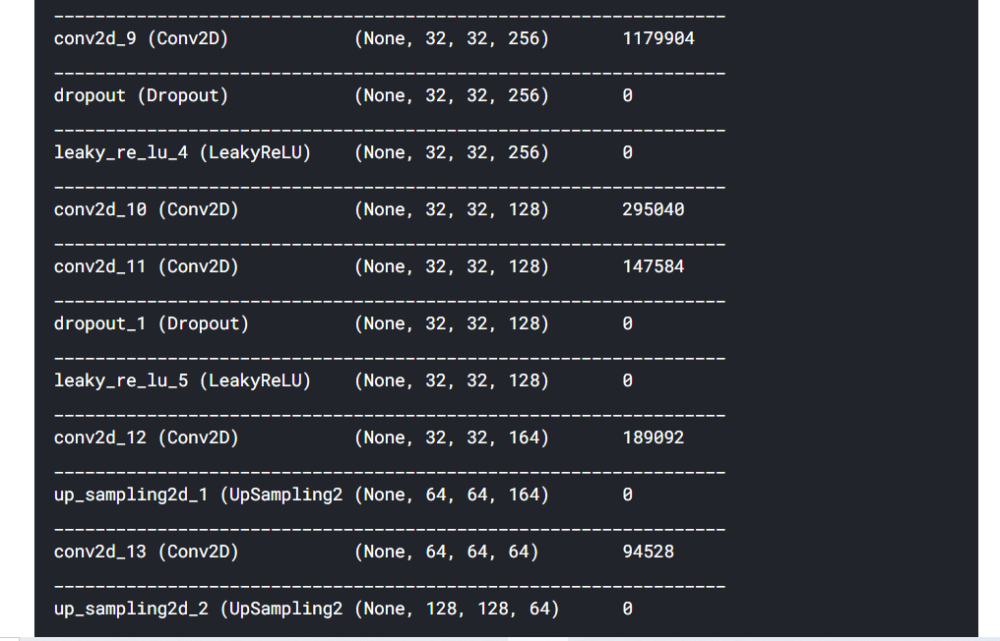 _________________________________________________________________
conv2d_9 (Conv2D)            (None, 32, 32, 256)       1179904
_________________________________________________________________
dropout (Dropout)            (None, 32, 32, 256)       0
_________________________________________________________________
leaky_re_lu_4 (LeakyReLU)    (None, 32, 32, 256)       0
_________________________________________________________________
conv2d_10 (Conv2D)           (None, 32, 32, 128)       295040
_________________________________________________________________
conv2d_11 (Conv2D)           (None, 32, 32, 128)       147584
_________________________________________________________________
dropout_1 (Dropout)          (None, 32, 32, 128)       0
_________________________________________________________________
leaky_re_lu_5 (LeakyReLU)    (None, 32, 32, 128)       0
_________________________________________________________________
conv2d_12 (Conv2D)           (None, 32, 32, 164)       189092
_________________________________________________________________
up_sampling2d_1 (UpSampling2 (None, 64, 64, 164)       0
_________________________________________________________________
conv2d_13 (Conv2D)           (None, 64, 64, 64)        94528
_________________________________________________________________
up_sampling2d_2 (UpSampling2 (None, 128, 128, 64)      0